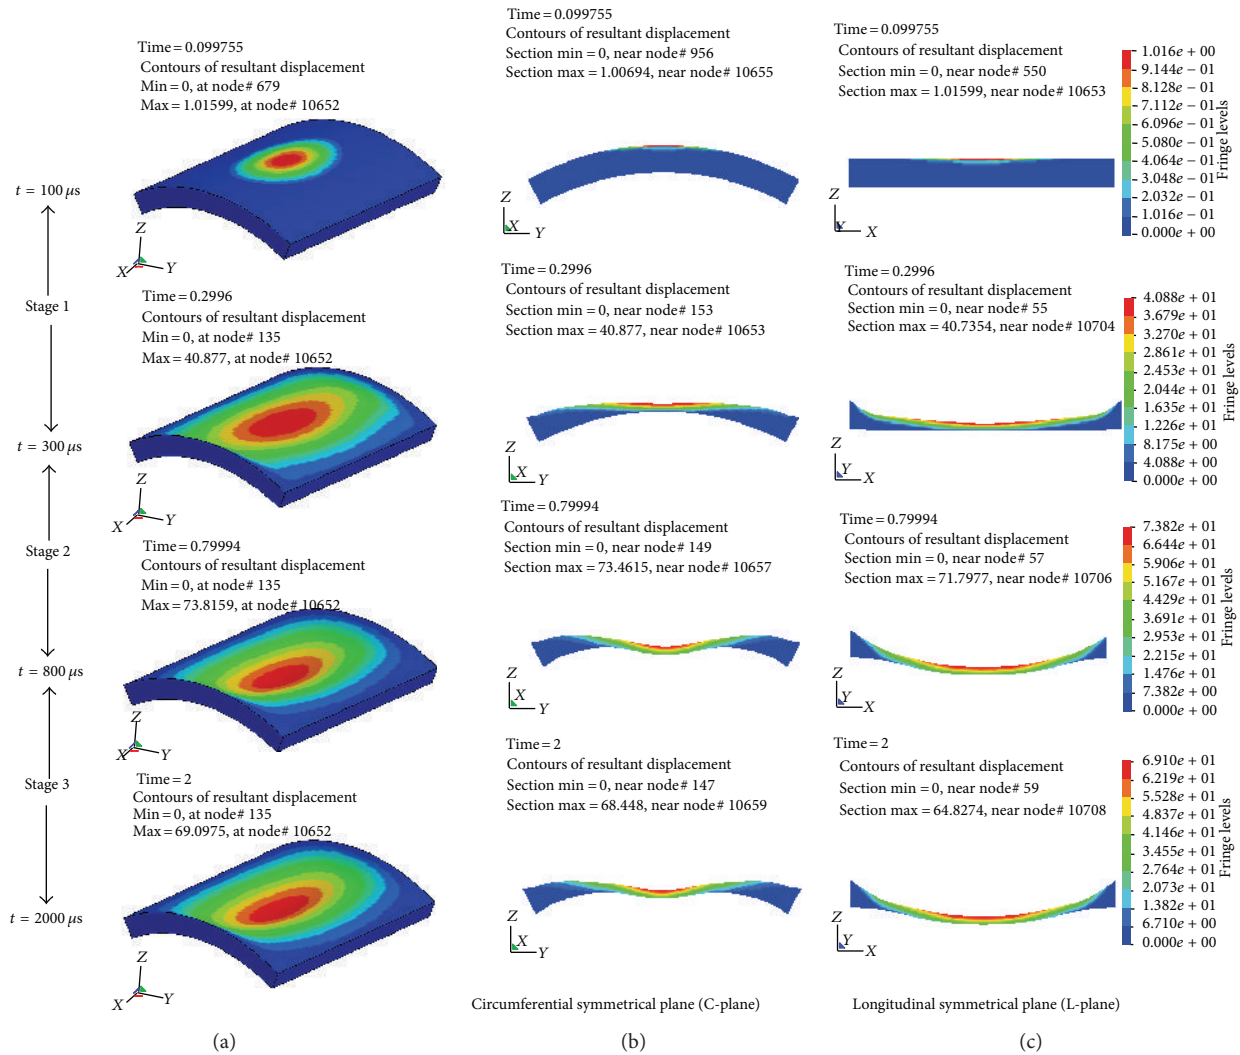 Time = 0.099755
Contours of resultant displacement
Min = 0, at node# 679
Max = 1.01599, at node# 10652
Time = 0.099755
Contours of resultant displacement
Section min = 0, near node# 956
Section max = 1.00694, near node# 10655
Time = 0.099755
Contours of resultant displacement
Section min = 0, near node# 550
Section max = 1.01599, near node# 10653
1.016e + 00
9.144e − 01
8.128e − 01
7.112e − 01
6.096e − 01
5.080e − 01
4.064e − 01
3.048e − 01
2.032e − 01
1.016e − 01
0.000e + 00
Fringe levels
t = 100 μs
Z
X
Y
Z
X
Y
Z
Y
X
Stage 1
Time = 0.2996
Contours of resultant displacement
Min = 0, at node# 135
Max = 40.877, at node# 10652
Time = 0.2996
Contours of resultant displacement
Section min = 0, near node# 153
Section max = 40.877, near node# 10653
Time = 0.2996
Contours of resultant displacement
Section min = 0, near node# 55
Section max = 40.7354, near node# 10704
4.088e + 01
3.679e + 01
3.270e + 01
2.861e + 01
2.453e + 01
2.044e + 01
1.635e + 01
1.226e + 01
8.175e + 00
4.088e + 00
0.000e + 00
Fringe levels
t = 300 μs
Z
X
Y
Z
X
Y
Z
Y
X
Stage 2
Time = 0.79994
Contours of resultant displacement
Min = 0, at node# 135
Max = 73.8159, at node# 10652
Time = 0.79994
Contours of resultant displacement
Section min = 0, near node# 149
Section max = 73.4615, near node# 10657
Time = 0.79994
Contours of resultant displacement
Section min = 0, near node# 57
Section max = 71.7977, near node# 10706
7.382e + 01
6.644e + 01
5.906e + 01
5.167e + 01
4.429e + 01
3.691e + 01
2.953e + 01
2.215e + 01
1.476e + 01
7.382e + 00
0.000e + 00
Fringe levels
t = 800 μs
Z
X
Y
Z
X
Y
Z
Y
X
Stage 3
Time = 2
Contours of resultant displacement
Min = 0, at node# 135
Max = 69.0975, at node# 10652
Time = 2
Contours of resultant displacement
Section min = 0, near node# 147
Section max = 68.448, near node# 10659
Time = 2
Contours of resultant displacement
Section min = 0, near node# 59
Section max = 64.8274, near node# 10708
6.910e + 01
6.219e + 01
5.528e + 01
4.837e + 01
4.146e + 01
3.455e + 01
2.764e + 01
2.073e + 01
1.382e + 01
6.710e + 00
0.000e + 00
Fringe levels
t = 2000 μs
Z
X
Y
Z
X
Y
Z
Y
X
Circumferential symmetrical plane (C-plane)
Longitudinal symmetrical plane (L-plane)
(a)
(b)
(c)